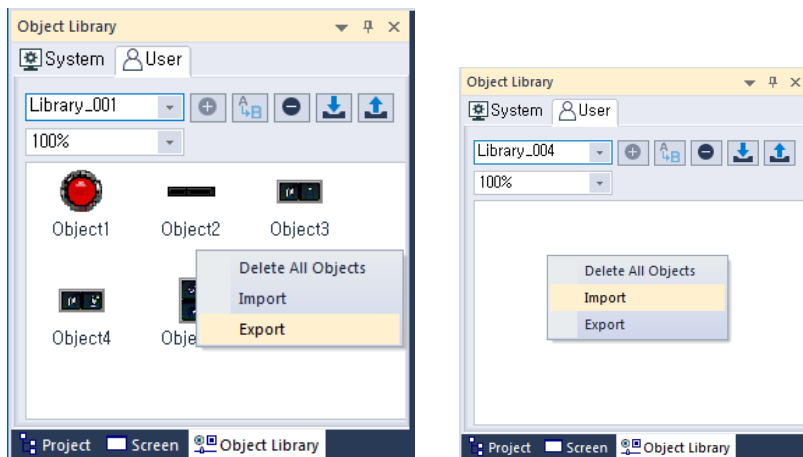 Object Library
System User
Library_001
100%
Object1 Object2 Object3
Delete All Objects
Import
Export
Object4 Obje
Project Screen Object Library
Object Library
System User
Library_004
100%
Delete All Objects
Import
Export
Project Screen Object Library